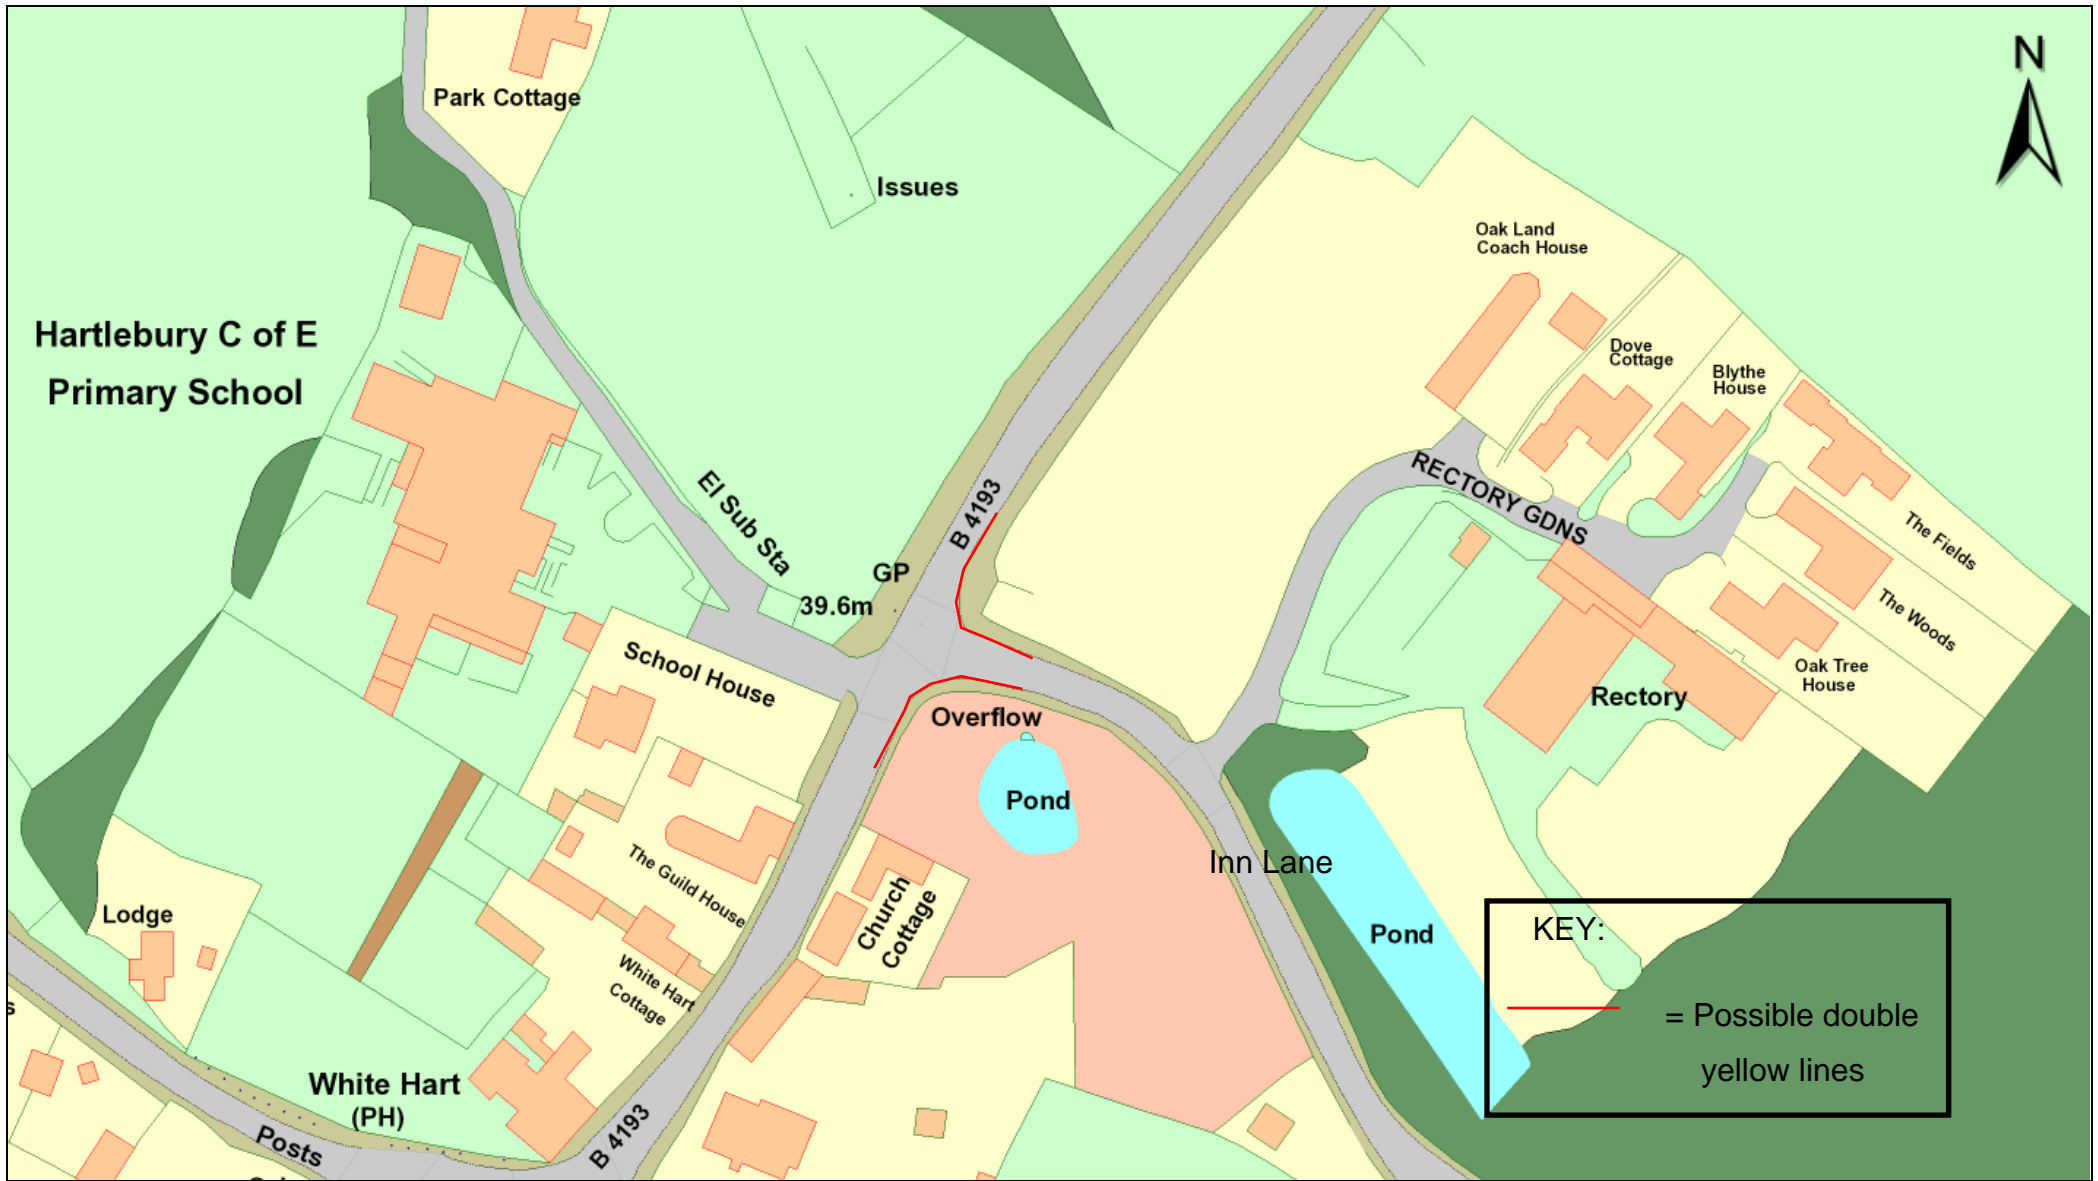 N
Park Cottage
Issues
Oak Land
Coach House
Hartlebury C of E
Primary School
Dove
Cottage
Blythe
House
RECTORY GDNS
El Sub Sta
B 4193
GP
39.6m
The Fields
The Woods
Oak Tree
House
Rectory
School House
Overflow
Pond
The Guild House
Inn Lane
Church
Cottage
Lodge
White Hart
Cottage
Pond
KEY:
= Possible double
yellow lines
White Hart
(PH)
Posts
B 4193